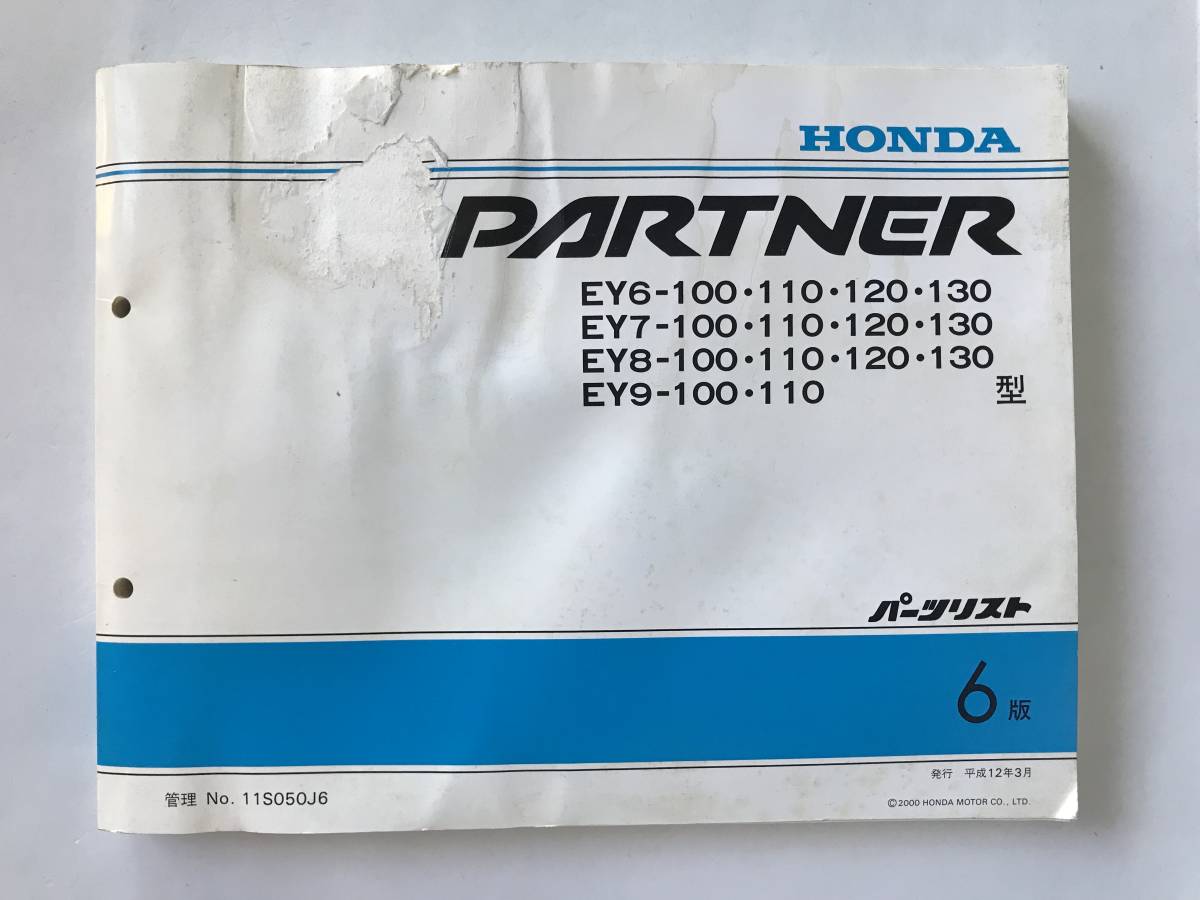 HONDA
PARTNER
EY6-100・110・120・130
EY7-100・110・120・130
EY8-100・110・120・130
EY9-100・110 型
パーツリスト
6版
発行 平成12年3月
管理 No. 11S050J6
©2000 HONDA MOTOR CO., LTD.